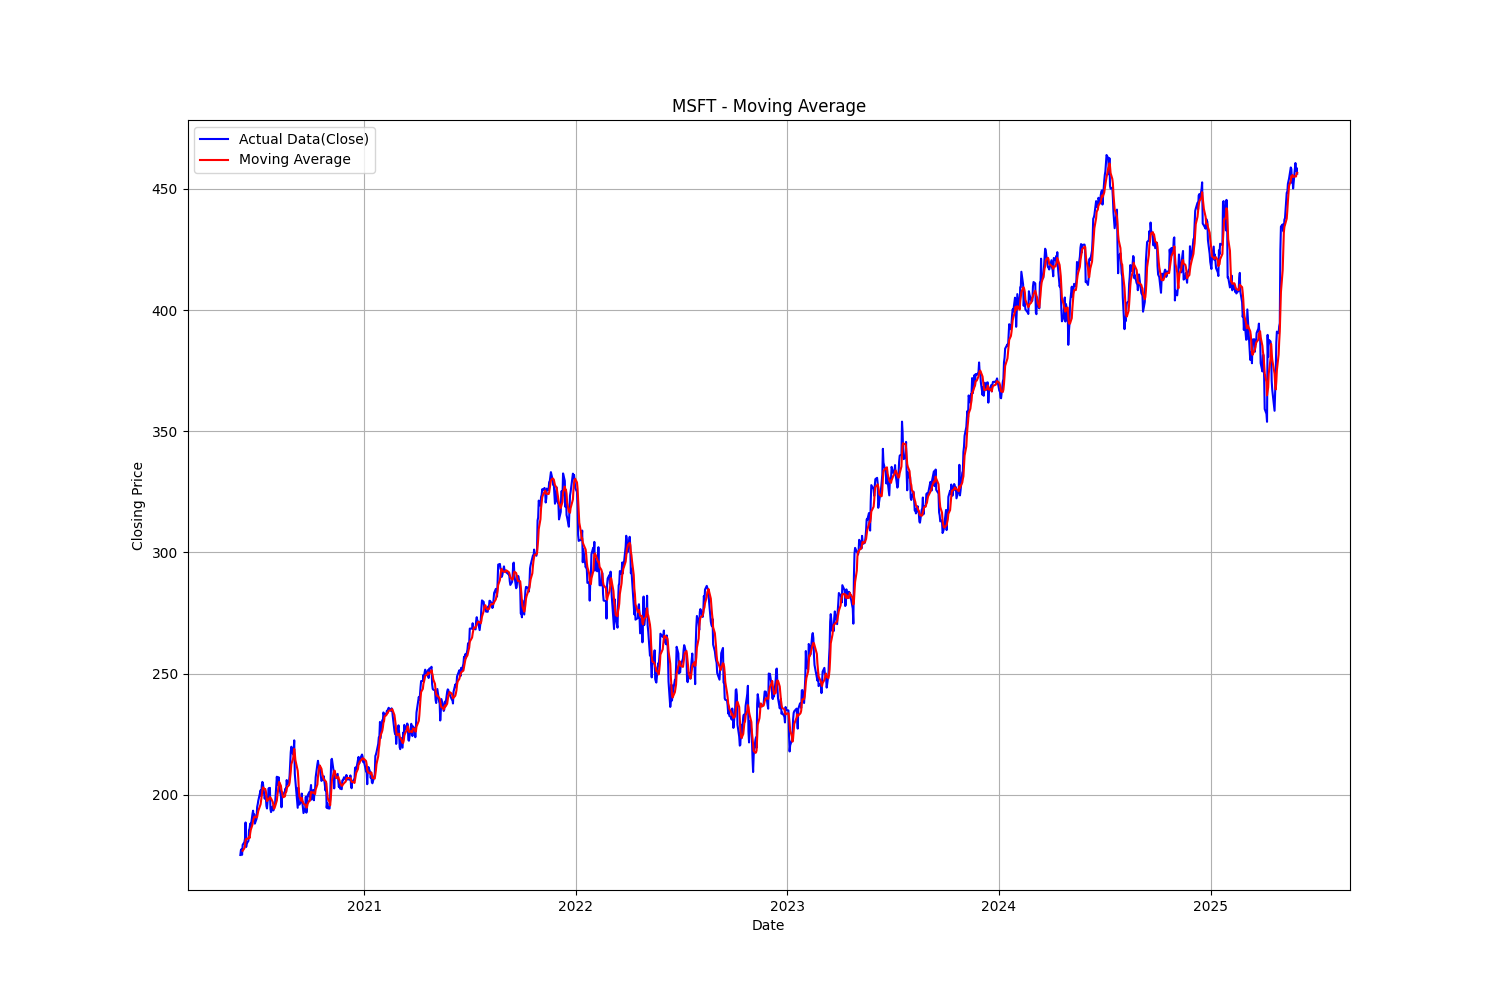 MSFT - Moving Average
Actual Data(Close)
Moving Average
450
400
350
300
250
200
Closing Price
2021 2022 2023 2024 2025
Date